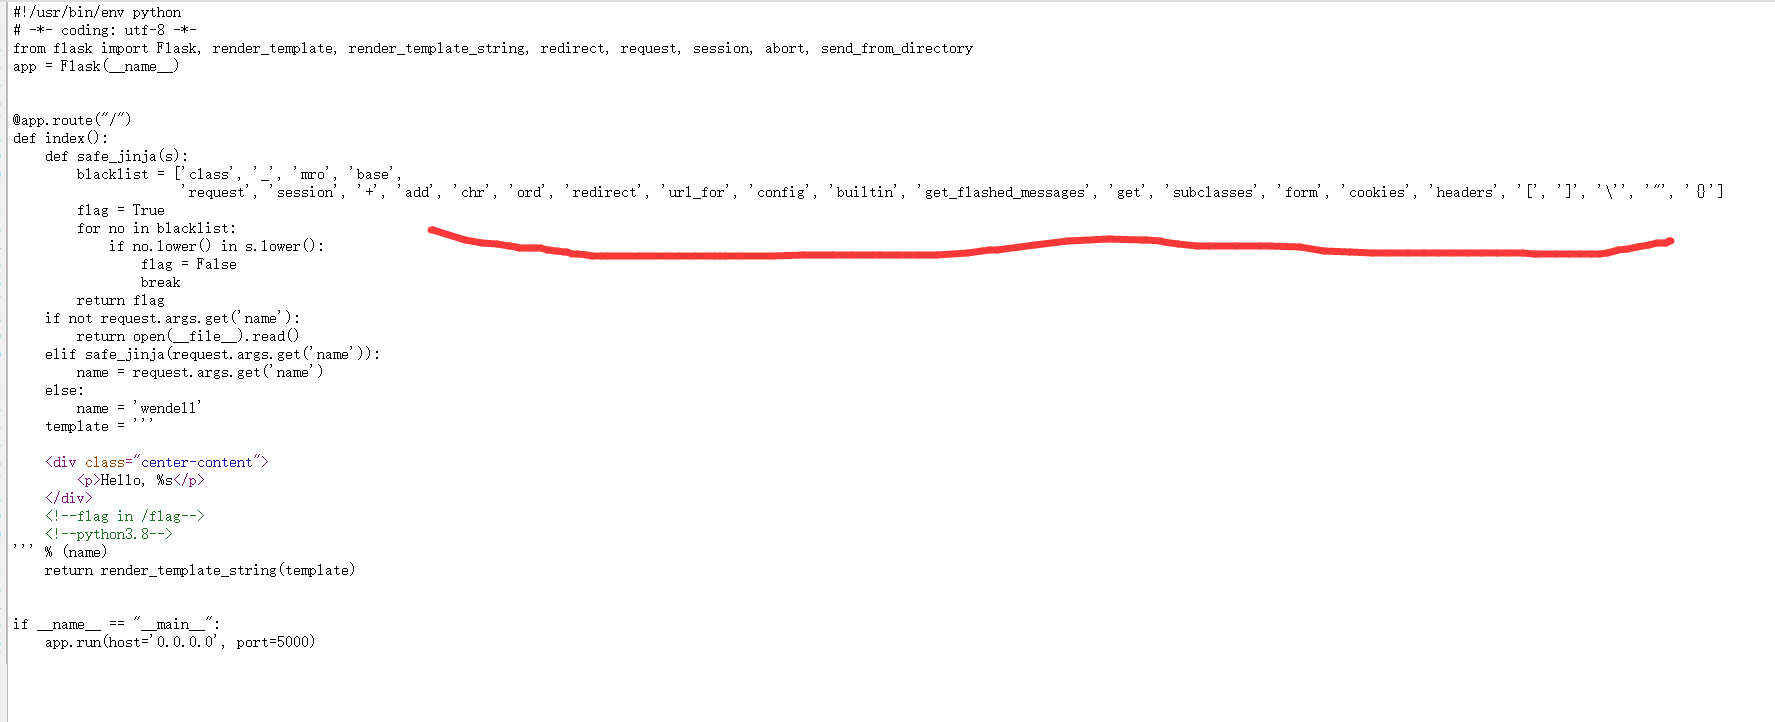 #!/usr/bin/env python
# -*- coding: utf-8 -*-
from flask import Flask, render_template, render_template_string, redirect, request, session, abort, send_from_directory
app = Flask(__name__)
@app.route("/")
def index():
    def safe_jinja(s):
        blacklist = ['class', '_', 'mro', 'base',
                     'request', 'session', '+', 'add', 'chr', 'ord', 'redirect', 'url_for', 'config', 'builtin', 'get_flashed_messages', 'get', 'subclasses', 'form', 'cookies', 'headers', '[', ']', '\'', '"', '{}']
        flag = True
        for no in blacklist:
            if no.lower() in s.lower():
                flag = False
                break
        return flag
    if not request.args.get('name'):
        return open(__file__).read()
    elif safe_jinja(request.args.get('name')):
        name = request.args.get('name')
    else:
        name = 'wendell'
    template = '''
    <div class="center-content">
        <p>Hello, %s</p>
    </div>
    <!--flag in /flag-->
    <!--python3.8-->
''' % (name)
    return render_template_string(template)
if __name__ == "__main__":
    app.run(host='0.0.0.0', port=5000)